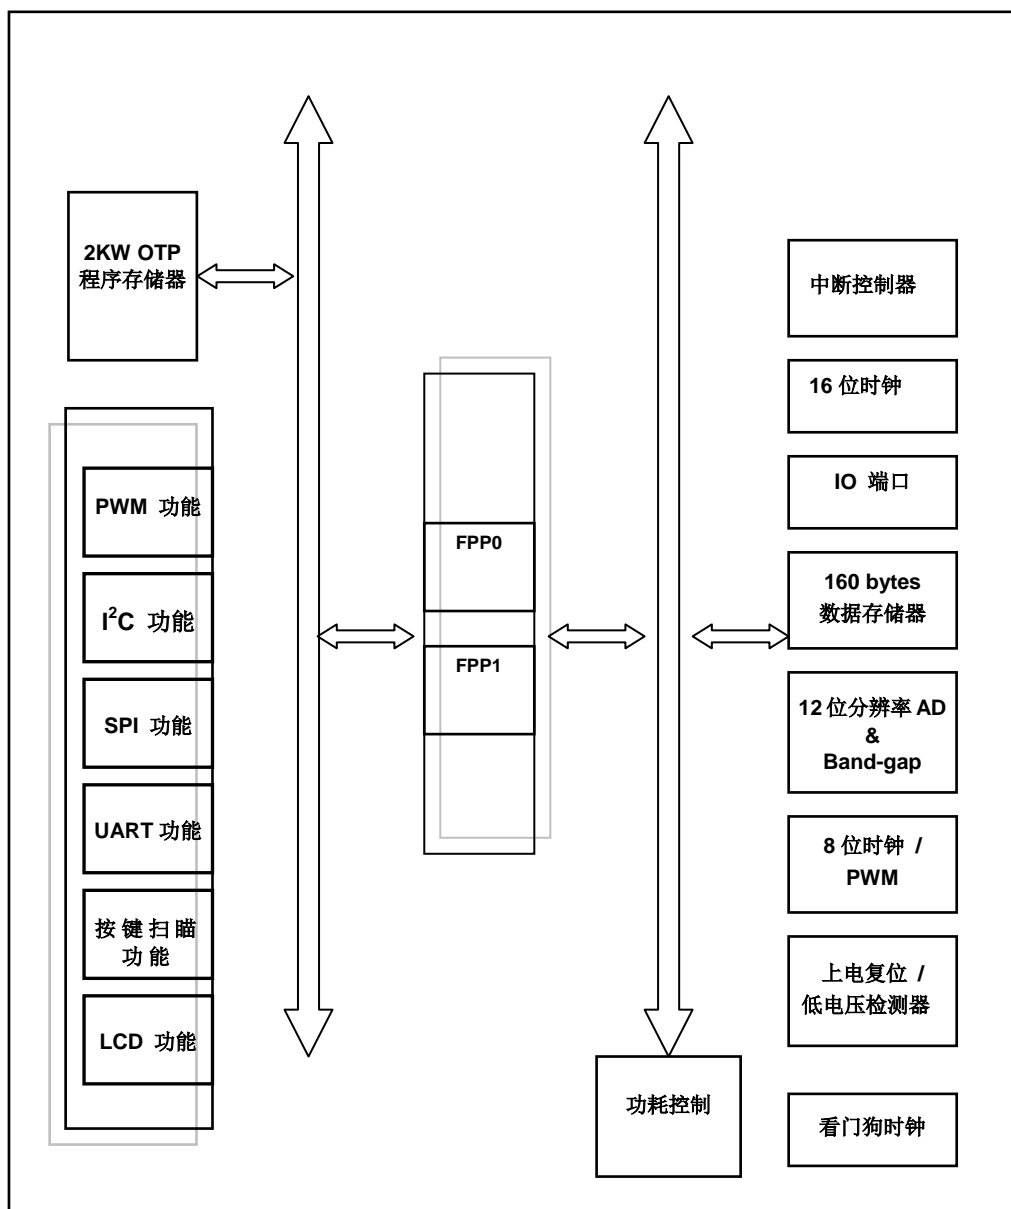 2KW OTP
程序存储器
PWM 功能
I²C 功能
SPI 功能
UART 功能
按键扫瞄
功能
LCD 功能
FPP0
FPP1
功耗控制
中断控制器
16 位时钟
IO 端口
160 bytes
数据存储器
12 位分辨率 AD
&
Band-gap
8 位时钟 /
PWM
上电复位 /
低电压检测器
看门狗时钟